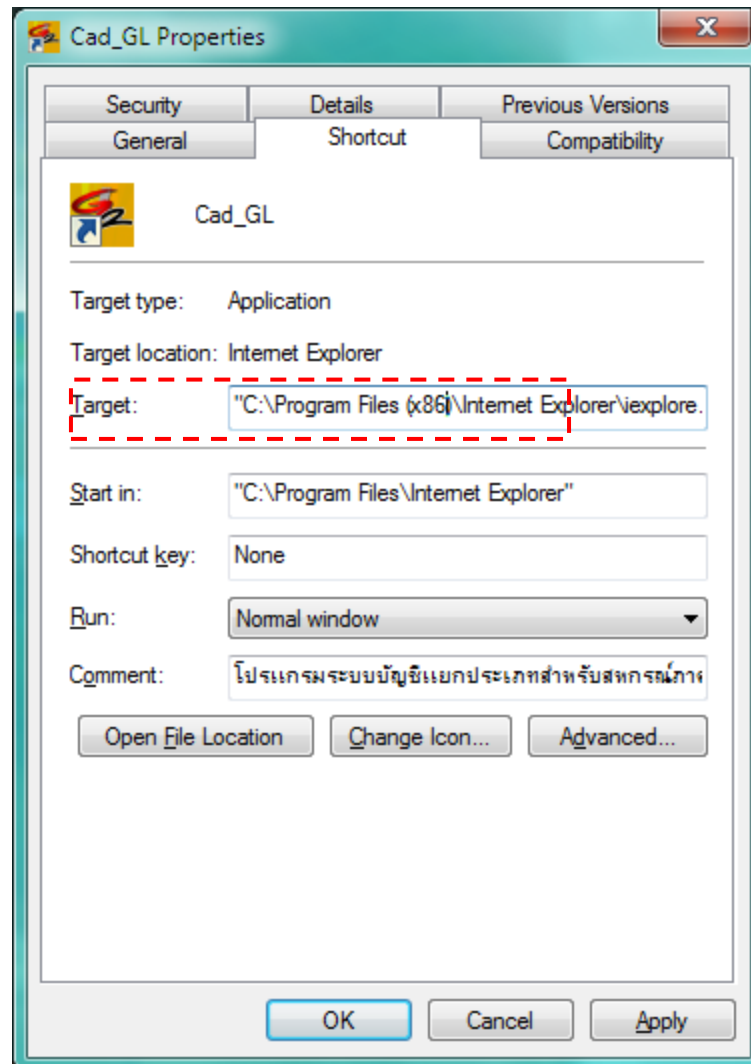 Cad_GL Properties
Security Details Previous Versions
General Shortcut Compatibility
Cad_GL
Target type: Application
Target location: Internet Explorer
Target: "C:\Program Files (x86)\Internet Explorer\iexplore.
Start in: "C:\Program Files\Internet Explorer"
Shortcut key: None
Run: Normal window
Comment: โปรแกรมระบบบัญชีแยกประเภทสำหรับสหกรณ์ภาค
Open File Location Change Icon... Advanced...
OK Cancel Apply